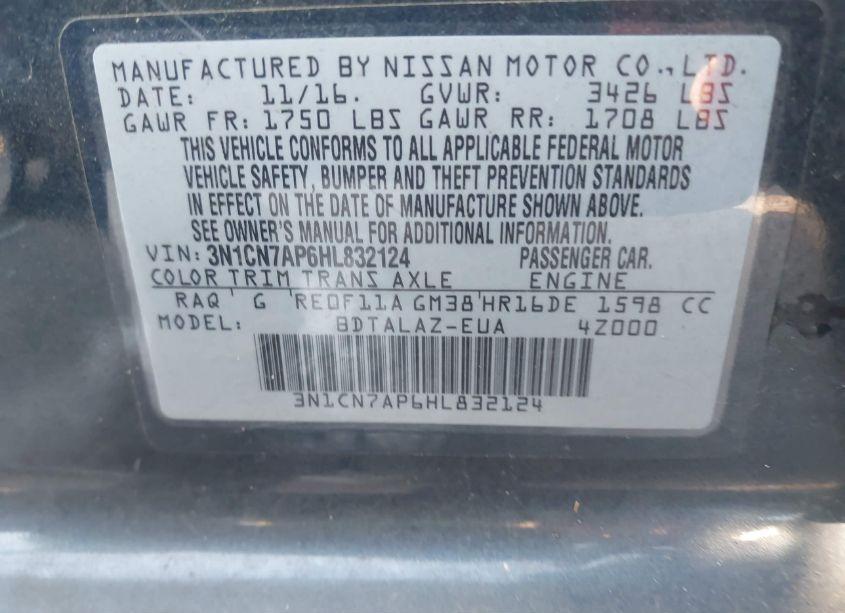 MANUFACTURED BY NISSAN MOTOR CO., LTD.
DATE: 11/16. GVWR: 3426 LBS
GAWR FR: 1750 LBS GAWR RR: 1708 LBS
THIS VEHICLE CONFORMS TO ALL APPLICABLE FEDERAL MOTOR
VEHICLE SAFETY, BUMPER AND THEFT PREVENTION STANDARDS
IN EFFECT ON THE DATE OF MANUFACTURE SHOWN ABOVE.
SEE OWNER'S MANUAL FOR ADDITIONAL INFORMATION.
VIN: 3N1CN7AP6HL832124 PASSENGER CAR.
COLOR TRIM TRANS AXLE ENGINE
RAQ G RE0F11A GM38 HR16DE 1598 CC
MODEL: BDTALAZ-EUA 4Z000
3N1CN7AP6HL832124